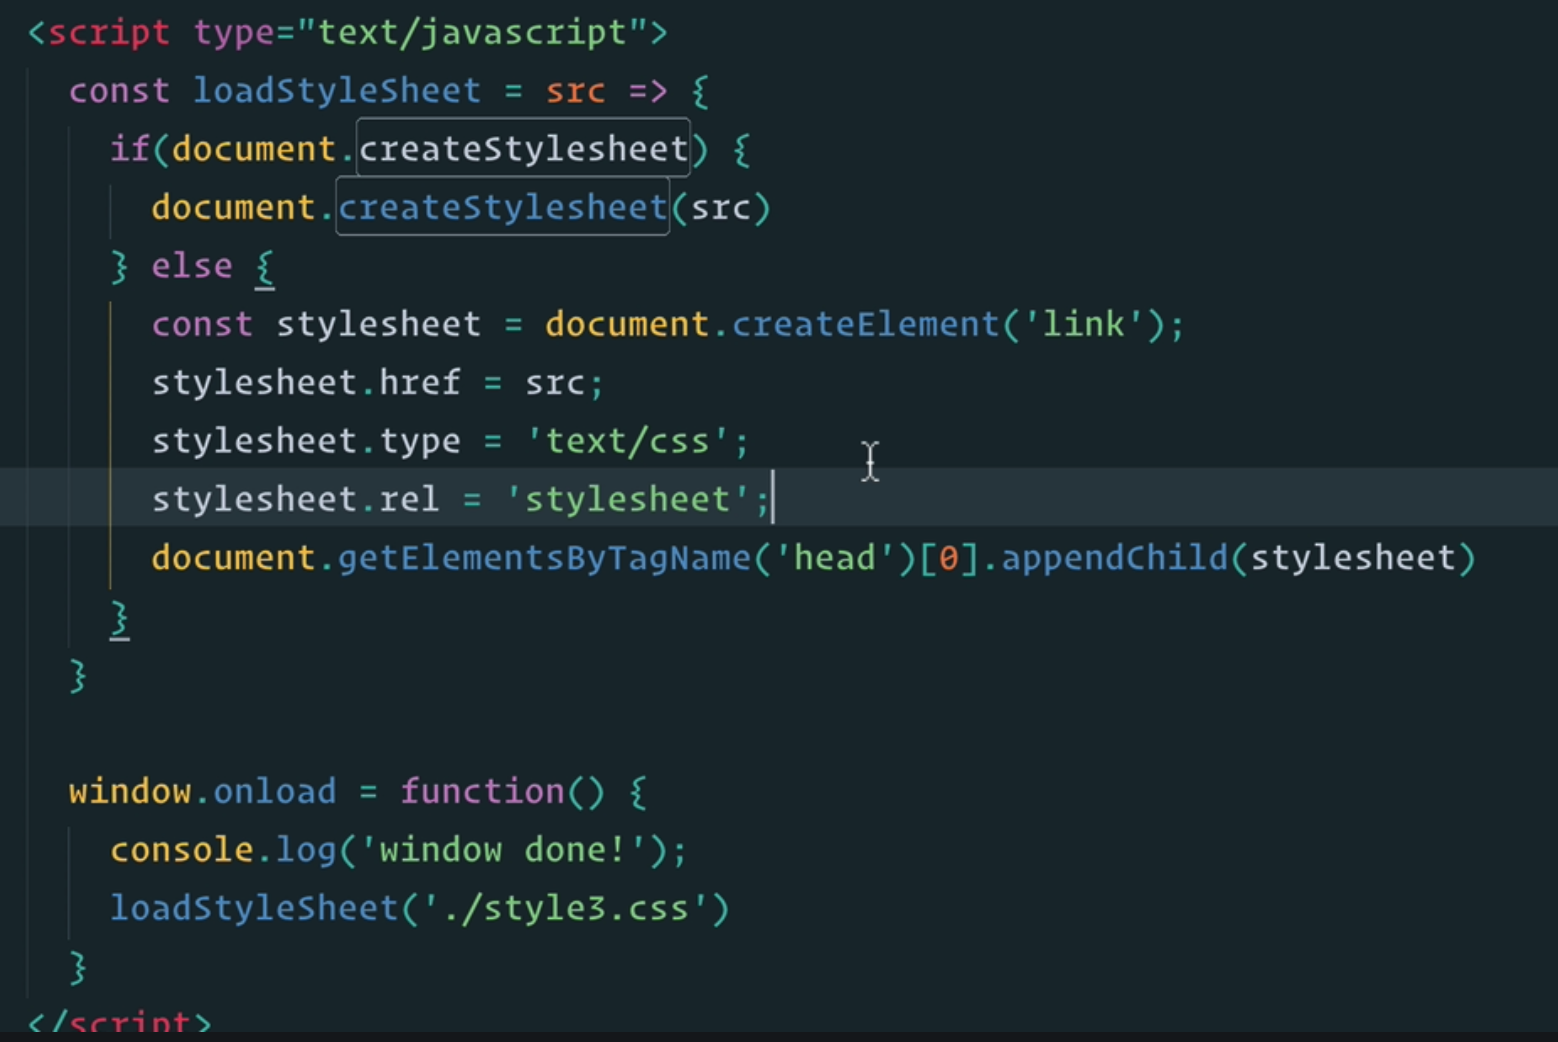 <script type="text/javascript">
const loadStyleSheet = src => {
if(document.createStylesheet) {
document.createStylesheet(src)
} else {
const stylesheet = document.createElement('link');
stylesheet.href = src;
stylesheet.type = 'text/css';
stylesheet.rel = 'stylesheet';
document.getElementsByTagName('head')[0].appendChild(stylesheet)
}
}
window.onload = function() {
console.log('window done!');
loadStyleSheet('./style3.css')
}
</script>